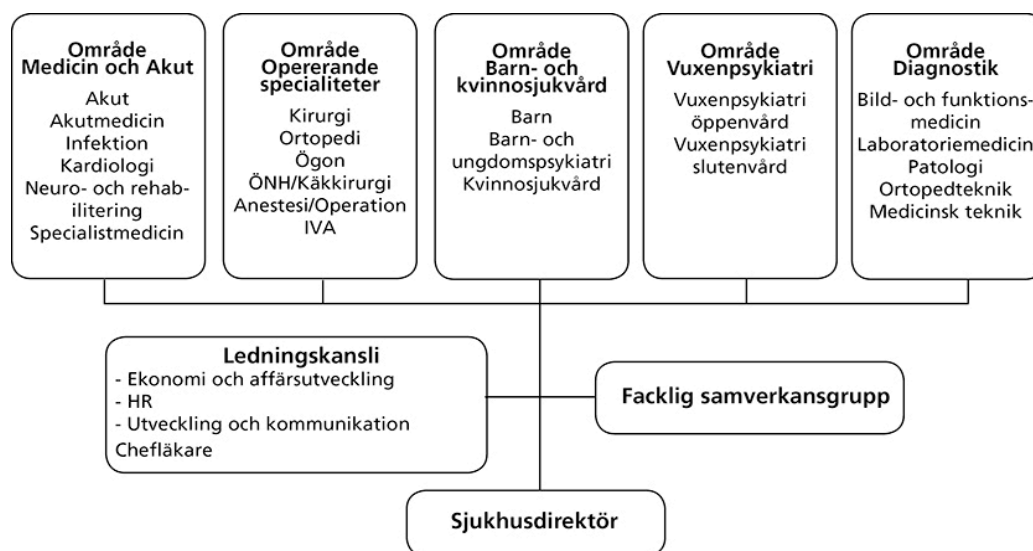 Område
Medicin och Akut
Akut
Akutmedicin
Infektion
Kardiologi
Neuro- och rehab-
ilitering
Specialistmedicin
Område
Opererande
specialiteter
Kirurgi
Ortopedi
Ögon
ÖNH/Käkkirurgi
Anestesi/Operation
IVA
Område
Barn- och
kvinnosjukvård
Barn
Barn- och
ungdomspsykiatri
Kvinnosjukvård
Område
Vuxenpsykiatri
Vuxenpsykiatri
öppenvård
Vuxenpsykiatri
slutenvård
Område
Diagnostik
Bild- och funktions-
medicin
Laboratoriemedicin
Patologi
Ortopedteknik
Medicinsk teknik
Ledningskansli
- Ekonomi och affärsutveckling
- HR
- Utveckling och kommunikation
Chefläkare
Facklig samverkansgrupp
Sjukhusdirektör